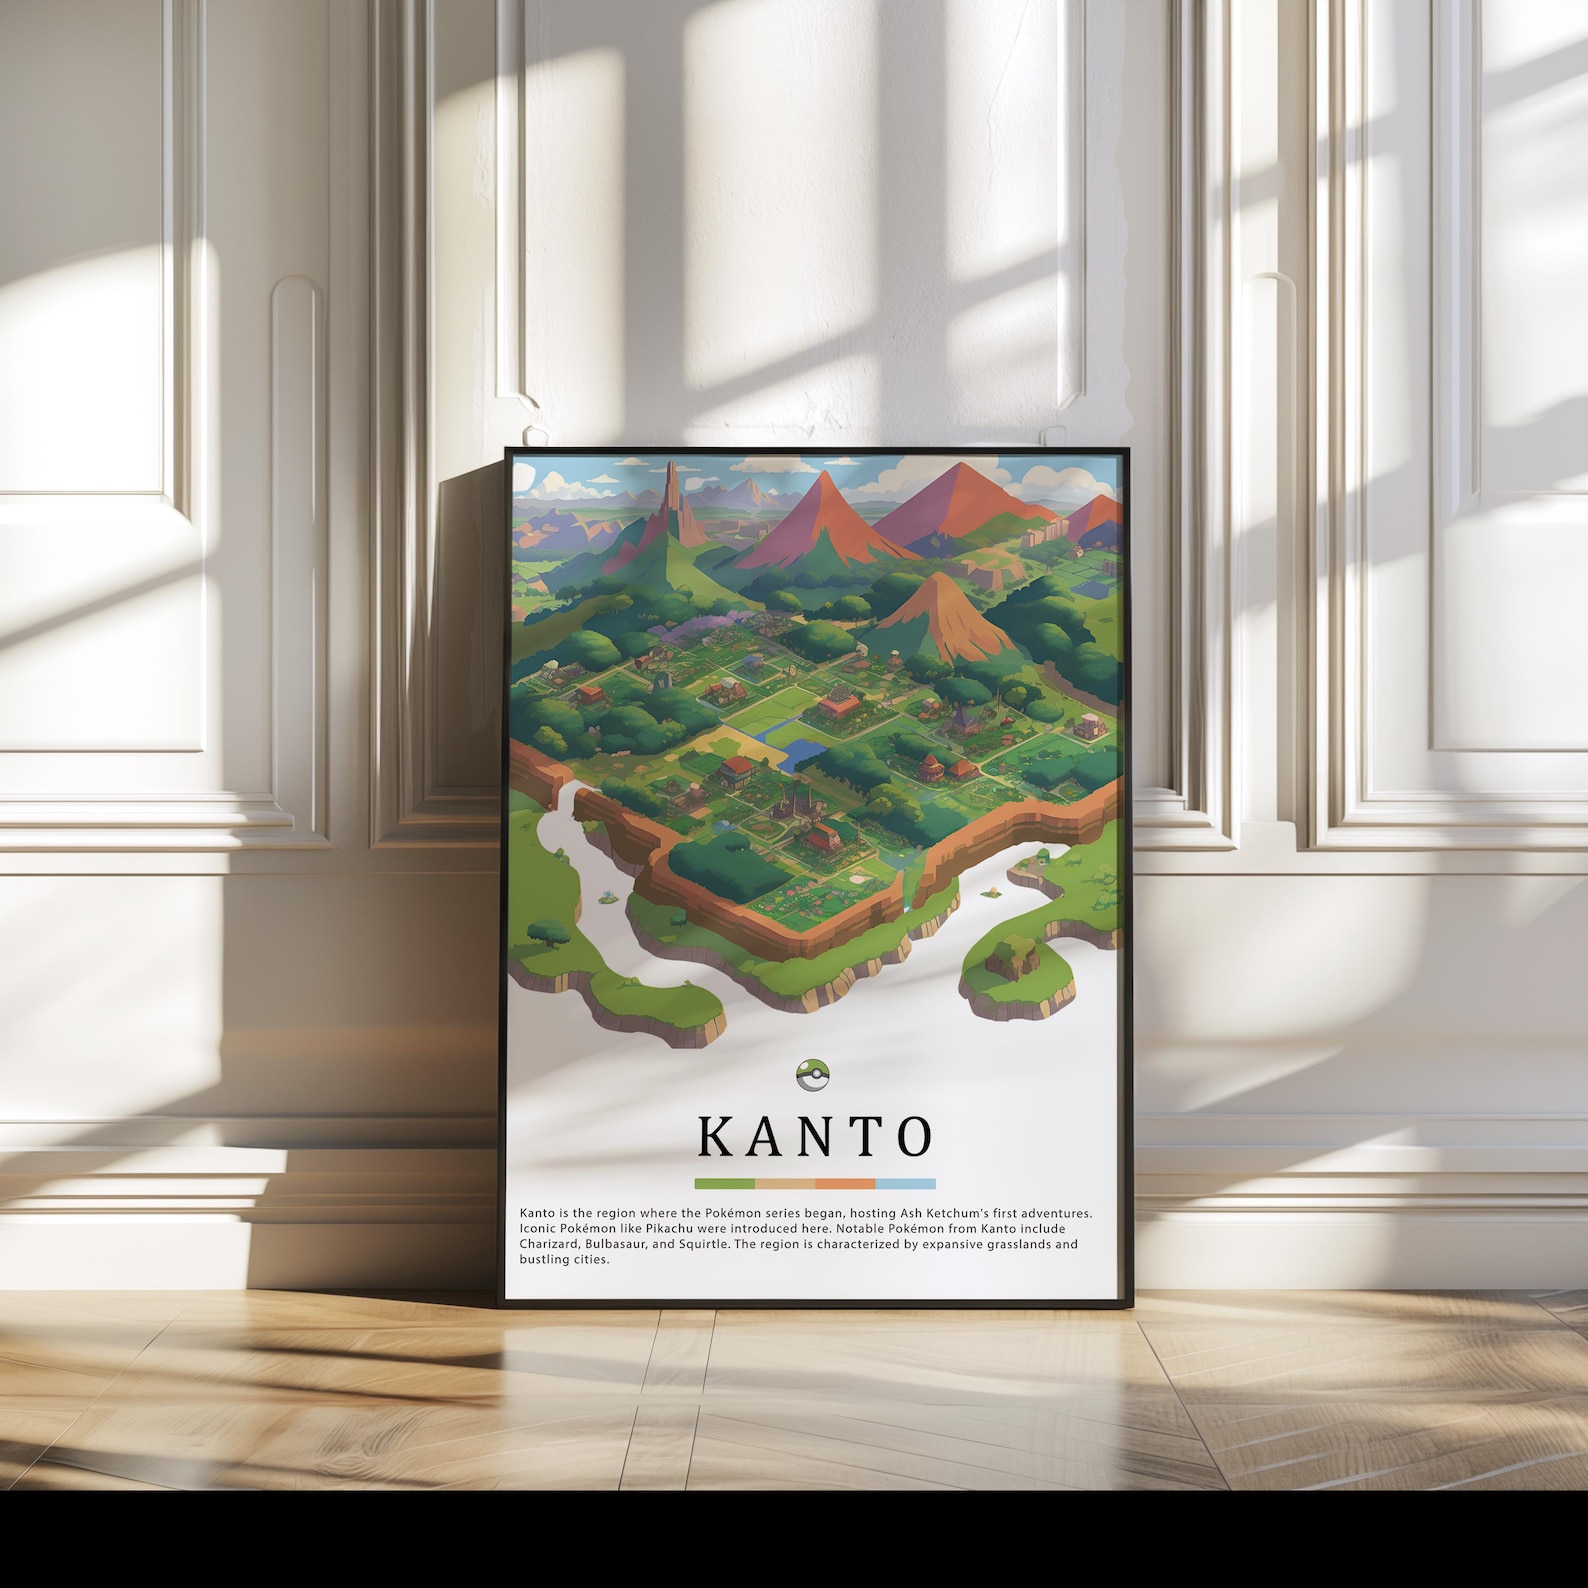 KANTO
Kanto is the region where the Pokémon series began, hosting Ash Ketchum's first adventures.
Iconic Pokémon like Pikachu were introduced here. Notable Pokémon from Kanto include
Charizard, Bulbasaur, and Squirtle. The region is characterized by expansive grasslands and
bustling cities.